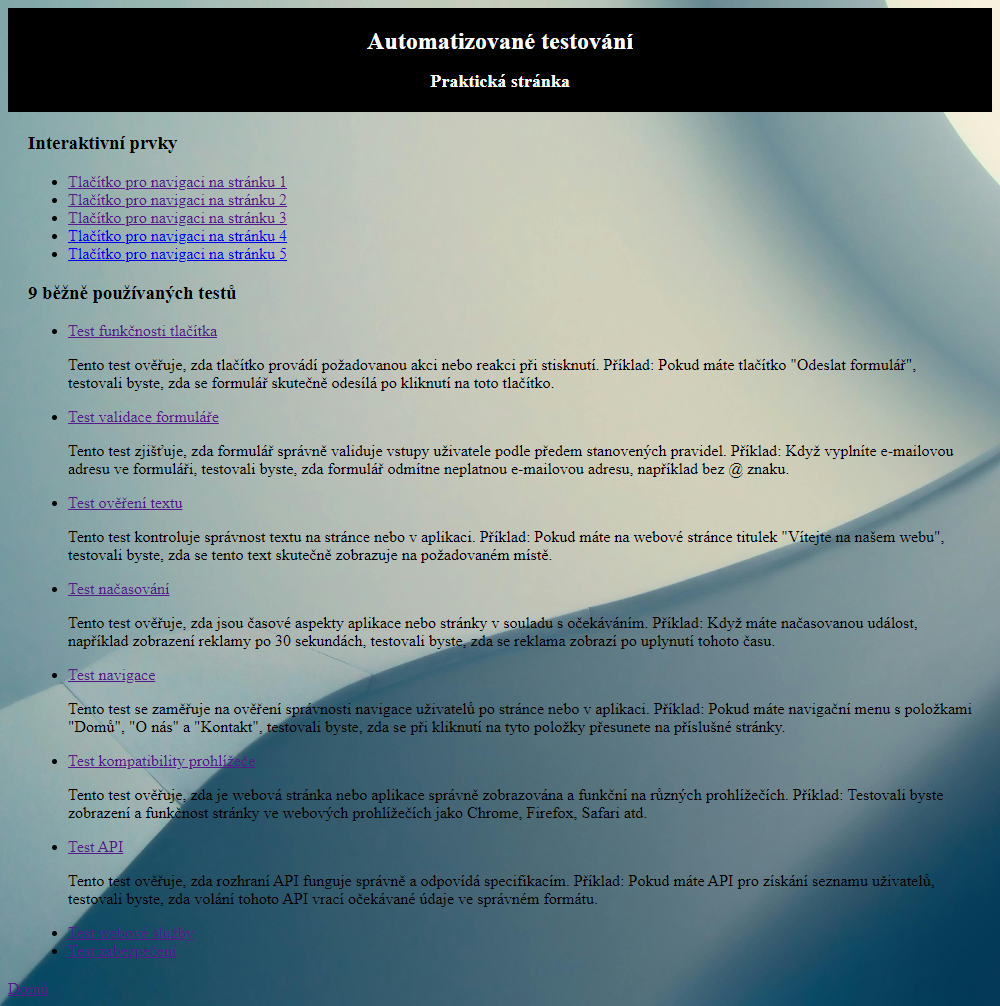 Automatizované testování
Praktická stránka
Interaktivní prvky
Tlačítko pro navigaci na stránku 1
Tlačítko pro navigaci na stránku 2
Tlačítko pro navigaci na stránku 3
Tlačítko pro navigaci na stránku 4
Tlačítko pro navigaci na stránku 5
9 běžně používaných testů
Test funkčnosti tlačítka
Tento test ověřuje, zda tlačítko provádí požadovanou akci nebo reakci při stisknutí. Příklad: Pokud máte tlačítko "Odeslat formulář",
testovali byste, zda se formulář skutečně odesílá po kliknutí na toto tlačítko.
Test validace formuláře
Tento test zjišťuje, zda formulář správně validuje vstupy uživatele podle předem stanovených pravidel. Příklad: Když vyplníte e-mailovou
adresu ve formuláři, testovali byste, zda formulář odmítne neplatnou e-mailovou adresu, například bez @ znaku.
Test ověření textu
Tento test kontroluje správnost textu na stránce nebo v aplikaci. Příklad: Pokud máte na webové stránce titulek "Vítejte na našem webu",
testovali byste, zda se tento text skutečně zobrazuje na požadovaném místě.
Test načasování
Tento test ověřuje, zda jsou časové aspekty aplikace nebo stránky v souladu s očekáváním. Příklad: Když máte načasovanou událost,
například zobrazení reklamy po 30 sekundách, testovali byste, zda se reklama zobrazí po uplynutí tohoto času.
Test navigace
Tento test se zaměřuje na ověření správnosti navigace uživatelů po stránce nebo v aplikaci. Příklad: Pokud máte navigační menu s položkami
"Domů", "O nás" a "Kontakt", testovali byste, zda se při kliknutí na tyto položky přesunete na příslušné stránky.
Test kompatibility prohlížeče
Tento test ověřuje, zda je webová stránka nebo aplikace správně zobrazována a funkční na různých prohlížečích. Příklad: Testovali byste
zobrazení a funkčnost stránky ve webových prohlížečích jako Chrome, Firefox, Safari atd.
Test API
Tento test ověřuje, zda rozhraní API funguje správně a odpovídá specifikacím. Příklad: Pokud máte API pro získání seznamu uživatelů,
testovali byste, zda volání tohoto API vrací očekávané údaje ve správném formátu.
Test webové služby
Test
Domů